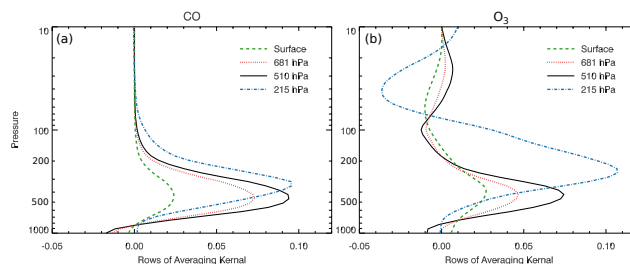 CO
O3
(a)
Surface
681 hPa
510 hPa
215 hPa
(b)
Surface
681 hPa
510 hPa
215 hPa
Pressure
10
100
200
500
1000
10
100
200
500
1000
-0.05
0.00
0.05
0.10
-0.05
0.00
0.05
0.10
Rows of Averaging Kernel
Rows of Averaging Kernel